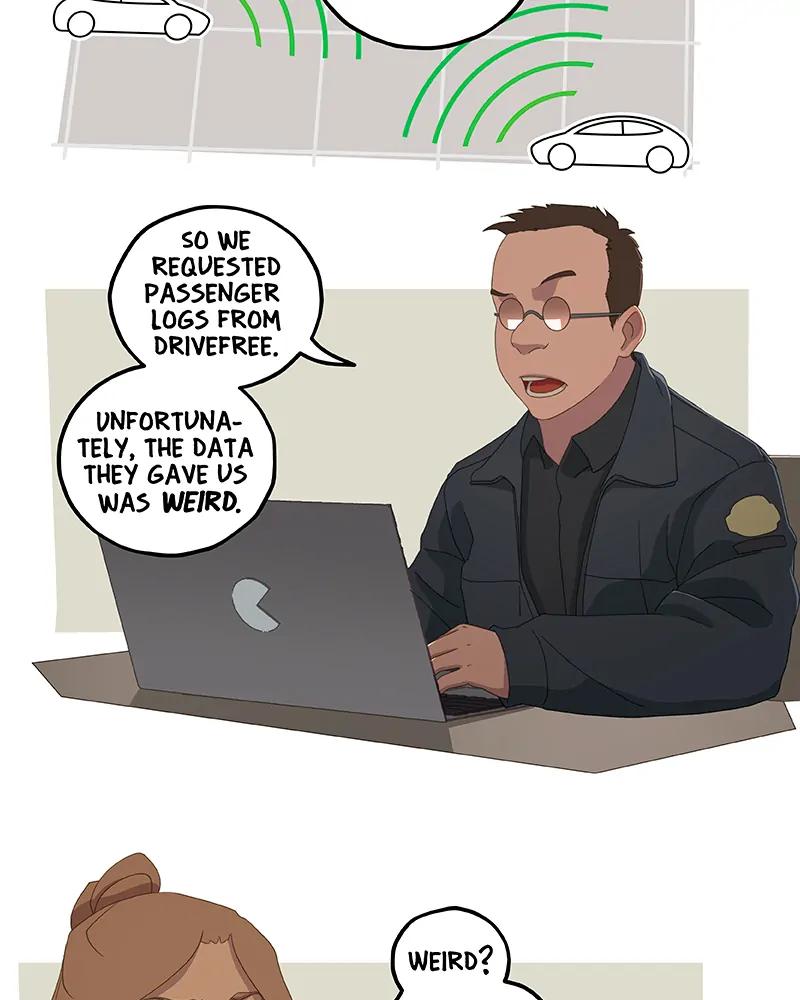 SO WE
REQUESTED
PASSENGER
LOGS FROM
DRIVEFREE.
UNFORTUNA-
TELY, THE DATA
THEY GAVE US
WAS WEIRD.
WEIRD?